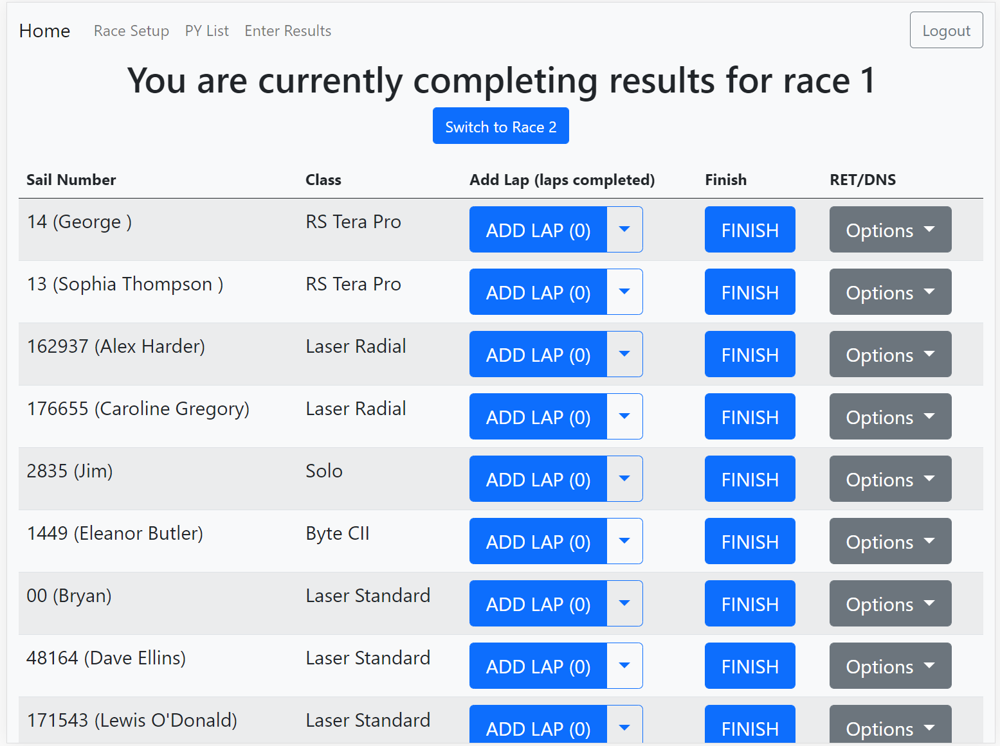 Home Race Setup PY List Enter Results Logout
You are currently completing results for race 1
Switch to Race 2
Sail Number Class Add Lap (laps completed) Finish RET/DNS
14 (George ) RS Tera Pro ADD LAP (0) FINISH Options
13 (Sophia Thompson ) RS Tera Pro ADD LAP (0) FINISH Options
162937 (Alex Harder) Laser Radial ADD LAP (0) FINISH Options
176655 (Caroline Gregory) Laser Radial ADD LAP (0) FINISH Options
2835 (Jim) Solo ADD LAP (0) FINISH Options
1449 (Eleanor Butler) Byte CII ADD LAP (0) FINISH Options
00 (Bryan) Laser Standard ADD LAP (0) FINISH Options
48164 (Dave Ellins) Laser Standard ADD LAP (0) FINISH Options
171543 (Lewis O'Donald) Laser Standard ADD LAP (0) FINISH Options